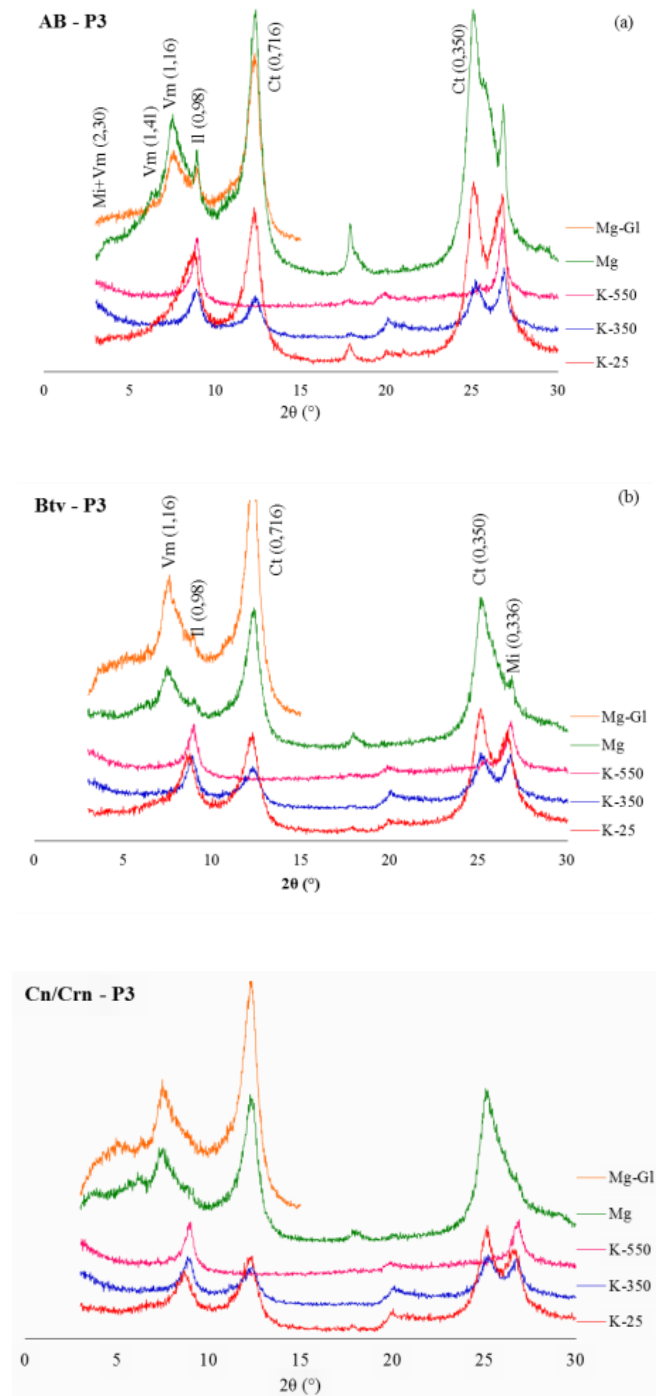 AB - P3
(a)
Mi+Vm (2,30)
Vm (1,41)
Vm (1,16)
Il (0,98)
Ct (0,716)
Ct (0,350)
Mg-Gl
Mg
K-550
K-350
K-25
0 5 10 15 20 25 30
2θ (°)
Btv - P3
(b)
Vm (1,16)
Il (0,98)
Ct (0,716)
Ct (0,350)
Mi (0,336)
Mg-Gl
Mg
K-550
K-350
K-25
0 5 10 15 20 25 30
2θ (°)
Cn/Crn - P3
Mg-Gl
Mg
K-550
K-350
K-25
0 5 10 15 20 25 30
2θ (°)